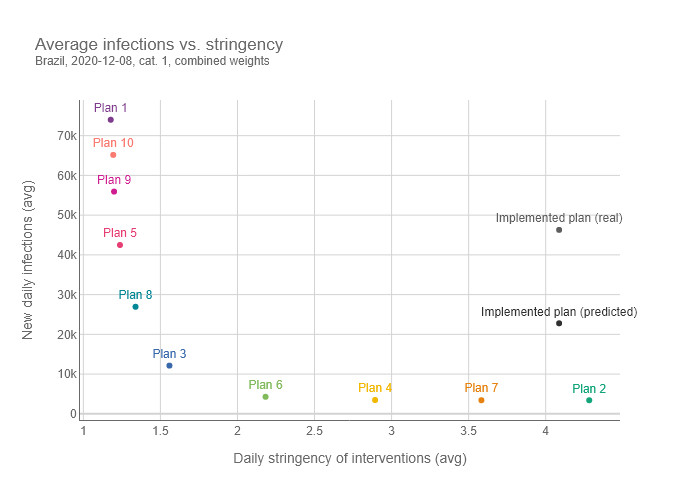 Average infections vs. stringency
Brazil, 2020-12-08, cat. 1, combined weights
Plan 1
70k
Plan 10
60k
Plan 9
50k
Implemented plan (real)
Plan 5
40k
30k
Plan 8
Implemented plan (predicted)
20k
Plan 3
10k
Plan 6
Plan 4
Plan 7
Plan 2
0
New daily infections (avg)
1
1.5
2
2.5
3
3.5
4
Daily stringency of interventions (avg)